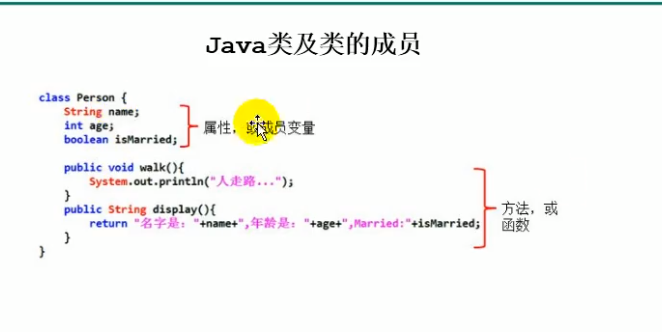 Java类及类的成员
class Person {
String name;
int age;
boolean isMarried;
属性，或成员变量
public void walk(){
System.out.println("人走路...");
}
public String display(){
return "名字是："+name+",年龄是："+age+",Married:"+isMarried;
}
}
方法，或
函数